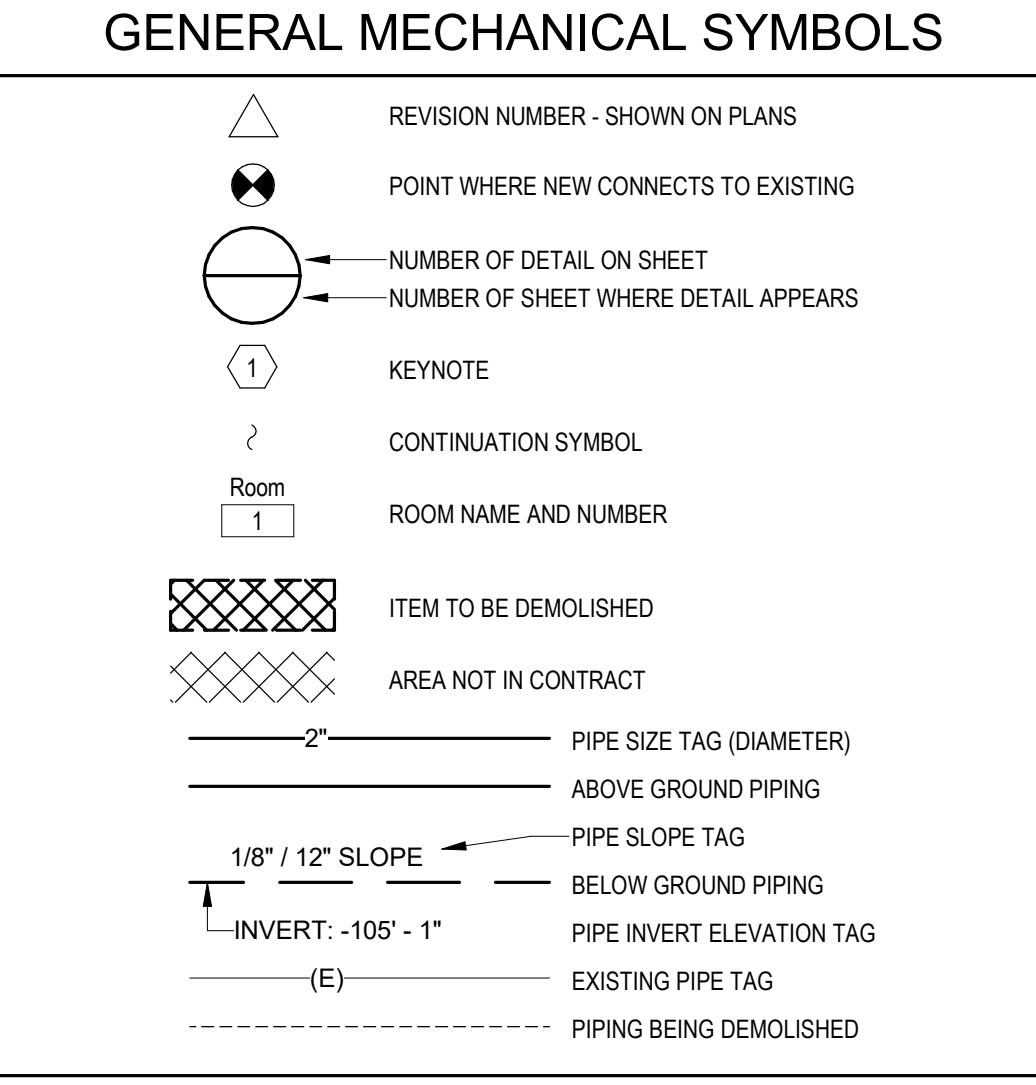 GENERAL MECHANICAL SYMBOLS
REVISION NUMBER - SHOWN ON PLANS
POINT WHERE NEW CONNECTS TO EXISTING
NUMBER OF DETAIL ON SHEET
NUMBER OF SHEET WHERE DETAIL APPEARS
1 KEYNOTE
CONTINUATION SYMBOL
Room
1 ROOM NAME AND NUMBER
ITEM TO BE DEMOLISHED
AREA NOT IN CONTRACT
2" PIPE SIZE TAG (DIAMETER)
ABOVE GROUND PIPING
PIPE SLOPE TAG
1/8" / 12" SLOPE
BELOW GROUND PIPING
INVERT: -105' - 1" PIPE INVERT ELEVATION TAG
(E) EXISTING PIPE TAG
PIPING BEING DEMOLISHED